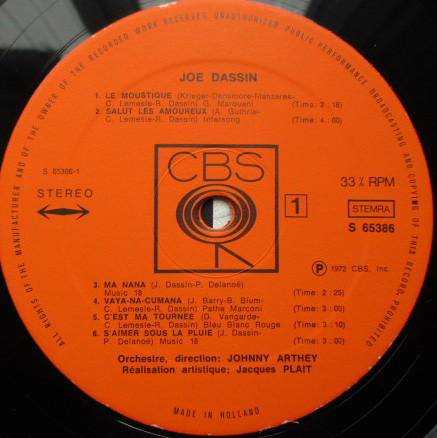 ALL RIGHTS OF THE MANUFACTURER AND OF THE OWNER OF THE RECORDED WORK RESERVED UNAUTHORISED PUBLIC PERFORMANCE BROADCASTING AND COPYING OF THIS RECORD PROHIBITED
JOE DASSIN
1. LE MOUSTIQUE (Krieger-Densmore-Manzarek-
C. Lemesle-R. Dassin) G. Marouani (Time: 3:18)
2. SALUT LES AMOUREUX (A. Guthrie-
C. Lemesle-R. Dassin) Intersong (Time: 4:00)
CBS
S 65386-1
STEREO
1
33⅓ RPM
STEMRA
S 65386
Ⓟ 1972 CBS, Inc.
3. MA NANA (J. Dassin-P. Delanoé)
Music 18 (Time: 2:25)
4. VAYA-NA-CUMANA (J. Barry-B. Blum-
C. Lemesle-R. Dassin) Pathe Marconi (Time: 3:00)
5. C'EST MA TOURNEE (D. Vangarde-
C. Lemesle-R. Dassin) Bleu Blanc Rouge (Time: 3:10)
6. S'AIMER SOUS LA PLUIE (J. Dassin-
P. Delanoé) Music 18 (Time: 3:00)
Orchestre, direction: JOHNNY ARTHEY
Réalisation artistique; Jacques PLAIT
MADE IN HOLLAND